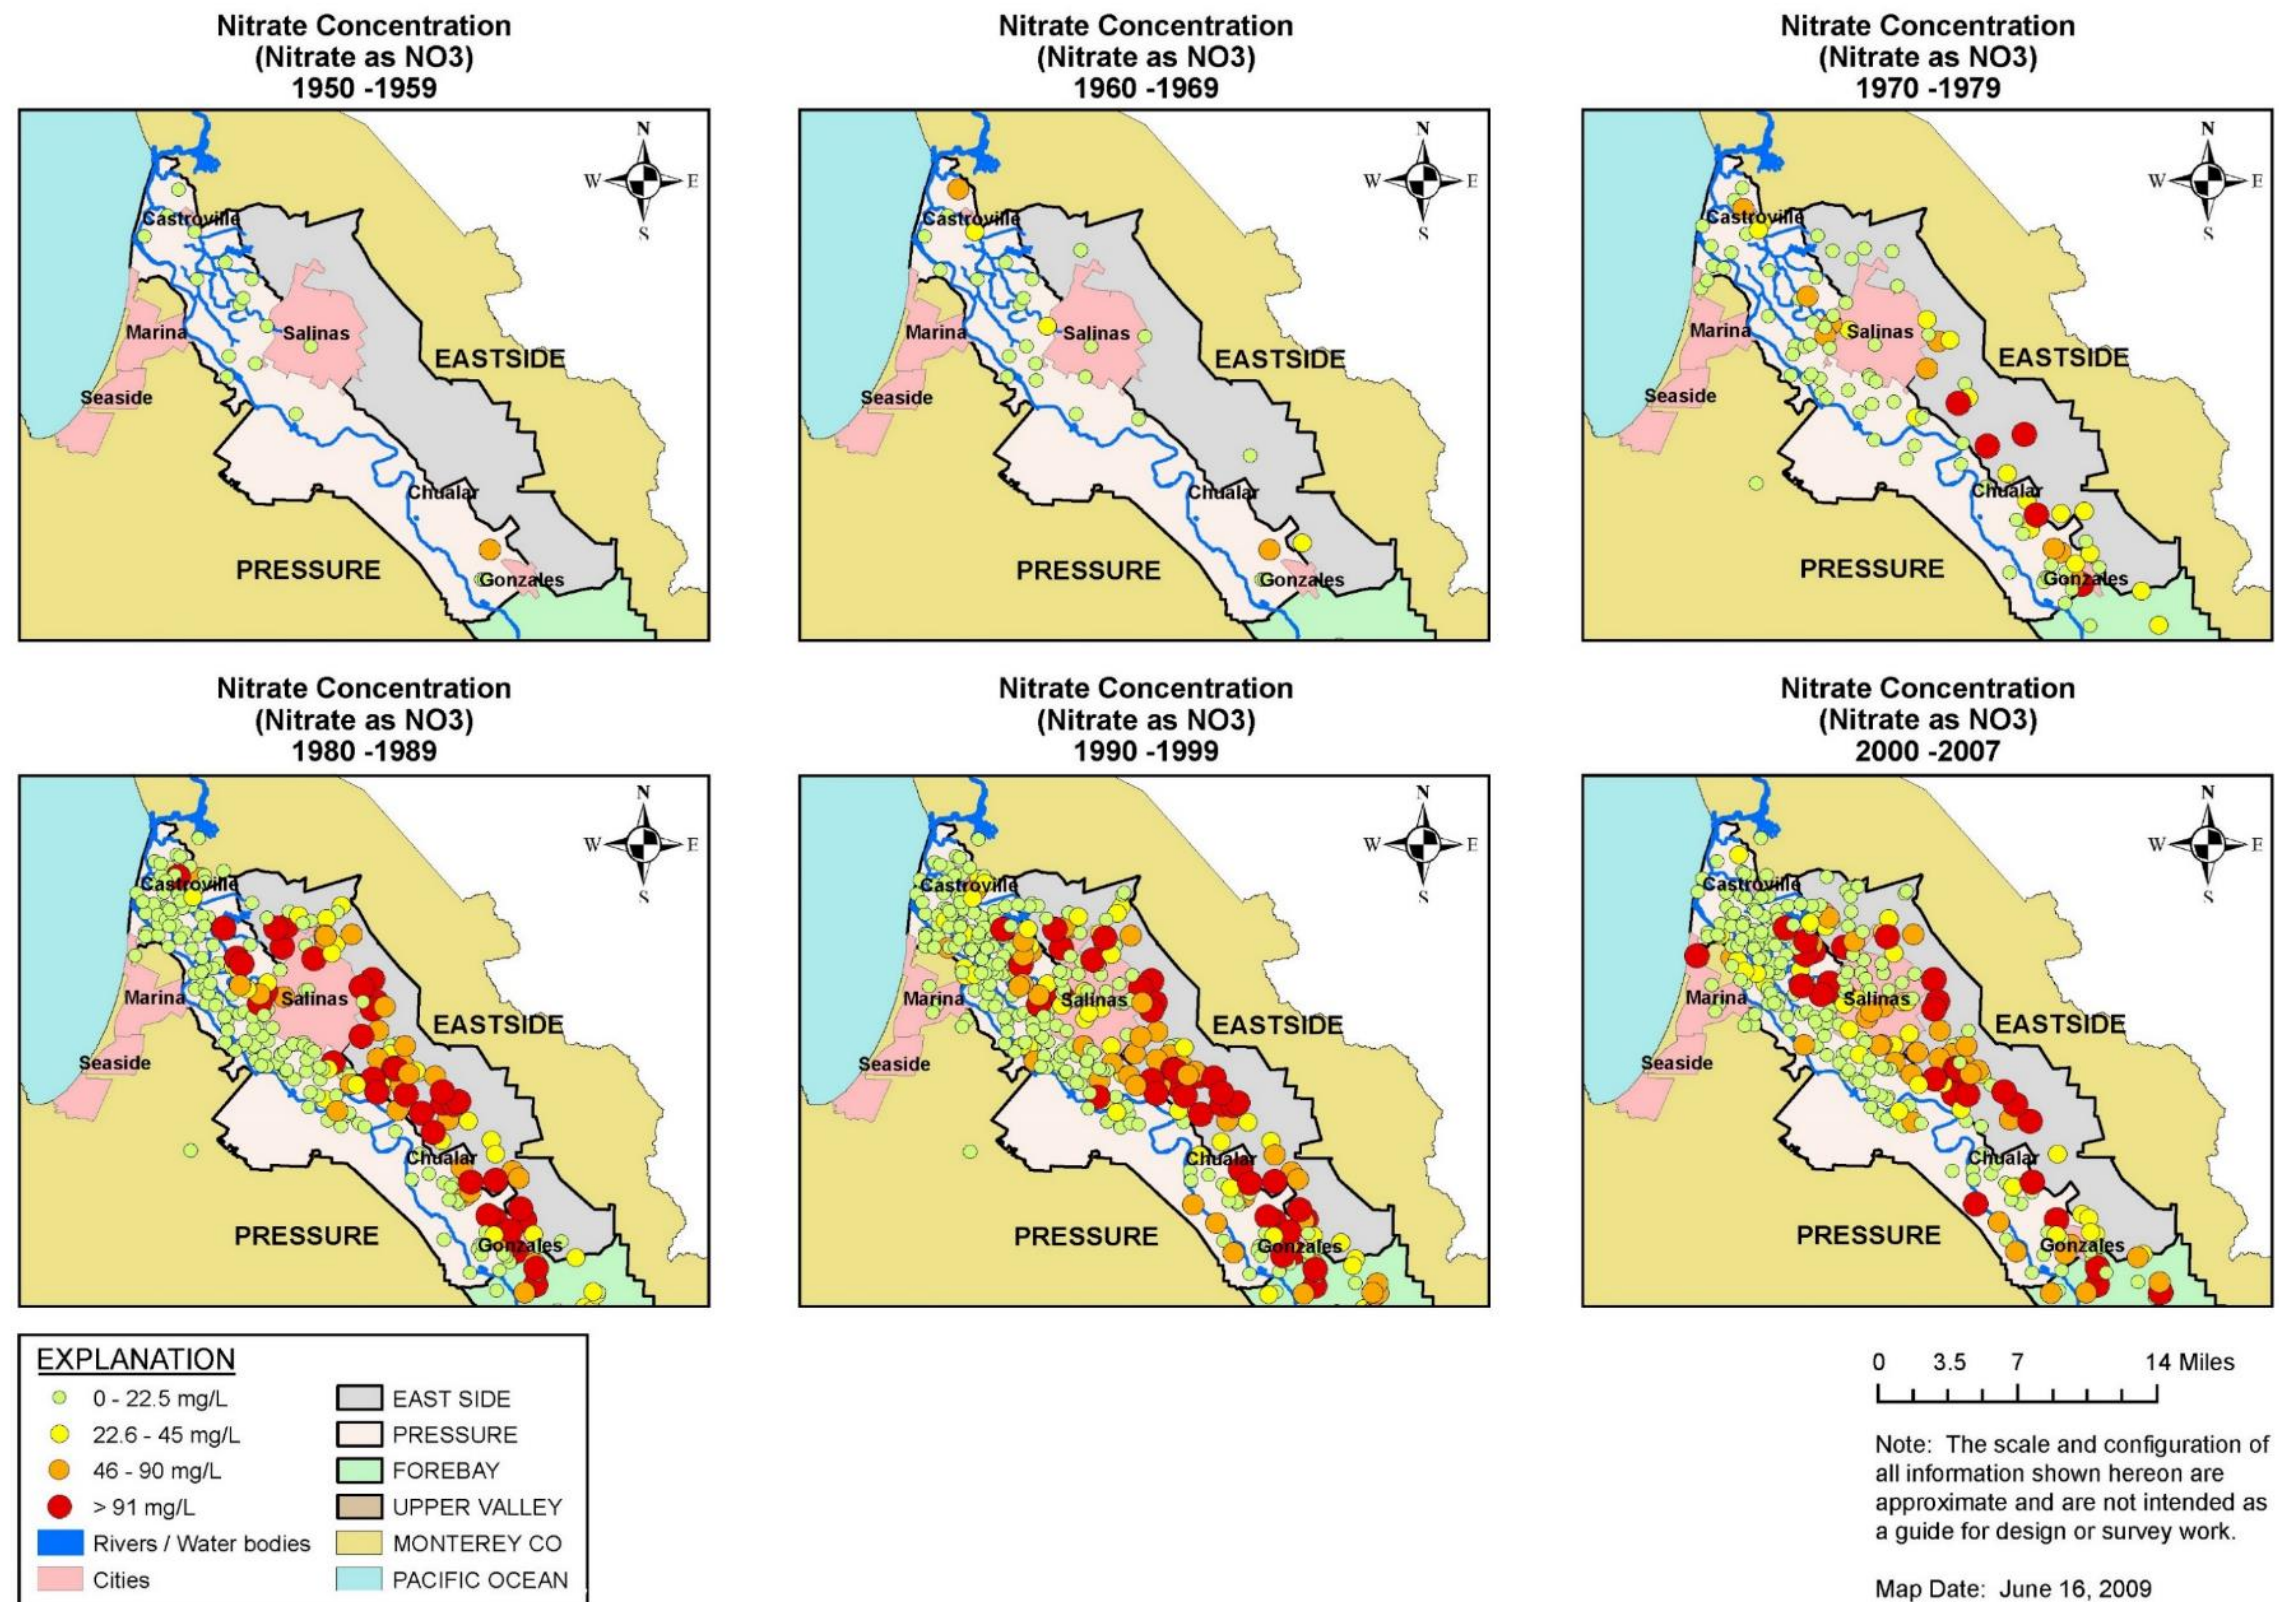 Nitrate Concentration
(Nitrate as NO3)
1950 -1959
N
W
E
S
Castroville
Marina
Salinas
EASTSIDE
Seaside
Chualar
PRESSURE
Gonzales
Nitrate Concentration
(Nitrate as NO3)
1960 -1969
N
W
E
S
Castroville
Marina
Salinas
EASTSIDE
Seaside
Chualar
PRESSURE
Gonzales
Nitrate Concentration
(Nitrate as NO3)
1970 -1979
N
W
E
S
Castroville
Marina
Salinas
EASTSIDE
Seaside
Chualar
PRESSURE
Gonzales
Nitrate Concentration
(Nitrate as NO3)
1980 -1989
N
W
E
S
Castroville
Marina
Salinas
EASTSIDE
Seaside
Chualar
PRESSURE
Gonzales
Nitrate Concentration
(Nitrate as NO3)
1990 -1999
N
W
E
S
Castroville
Marina
Salinas
EASTSIDE
Seaside
Chualar
PRESSURE
Gonzales
Nitrate Concentration
(Nitrate as NO3)
2000 -2007
N
W
E
S
Castroville
Marina
Salinas
EASTSIDE
Seaside
Chualar
PRESSURE
Gonzales
EXPLANATION
0 - 22.5 mg/L
22.6 - 45 mg/L
46 - 90 mg/L
> 91 mg/L
Rivers / Water bodies
Cities
EAST SIDE
PRESSURE
FOREBAY
UPPER VALLEY
MONTEREY CO
PACIFIC OCEAN
0 3.5 7 14 Miles
Note: The scale and configuration of
all information shown hereon are
approximate and are not intended as
a guide for design or survey work.
Map Date: June 16, 2009